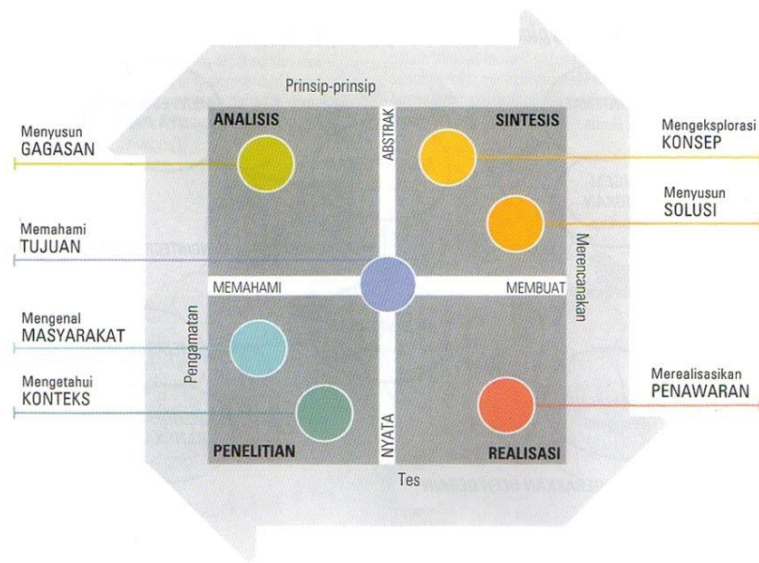 Prinsip-prinsip
ANALISIS
ABSTRAK
SINTESIS
Menyusun
GAGASAN
Mengeksplorasi
KONSEP
Menyusun
SOLUSI
Memahami
TUJUAN
MEMAHAMI
MEMBUAT
Merencanakan
Mengenal
MASYARAKAT
Pengamatan
Mengetahui
KONTEKS
Merealisasikan
PENAWARAN
PENELITIAN
NYATA
REALISASI
Tes